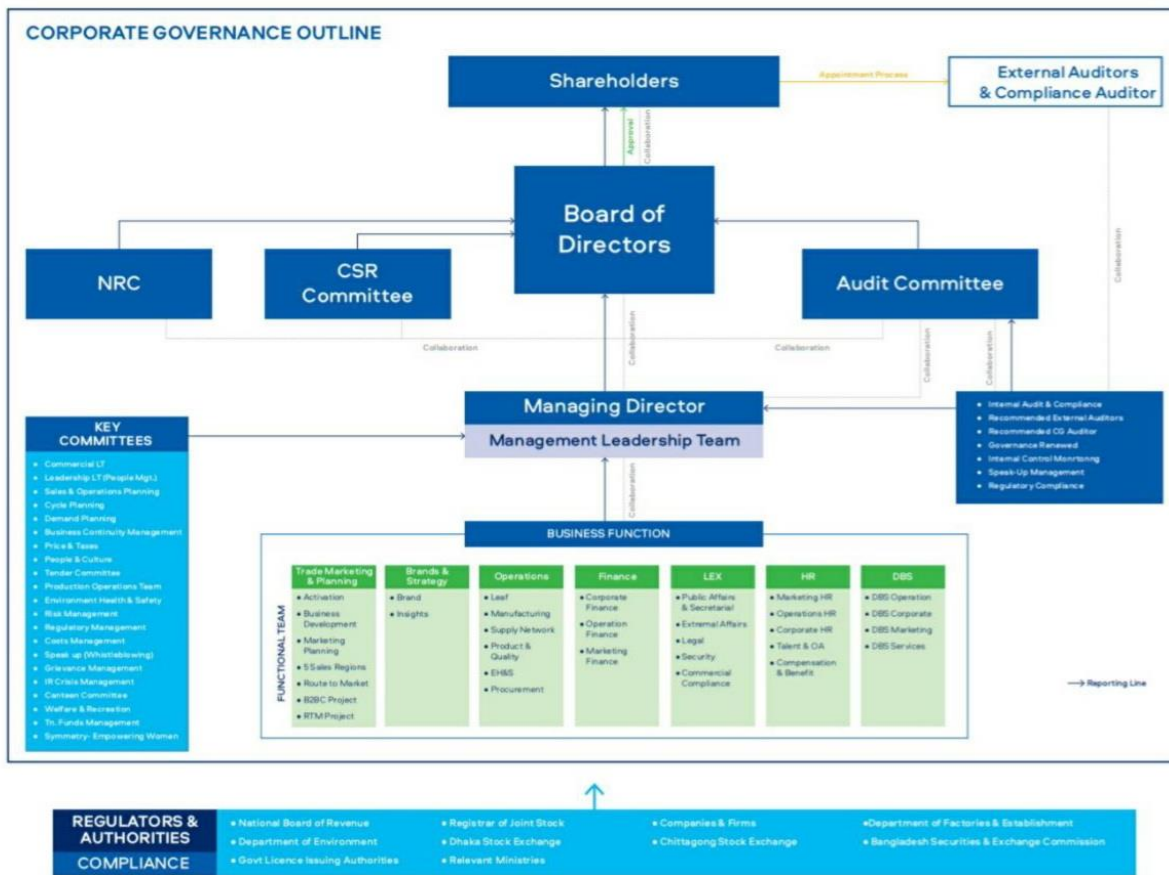 CORPORATE GOVERNANCE OUTLINE
Shareholders
Appointment Process
External Auditors
& Compliance Auditor
Approval
Collaboration
Board of
Directors
Collaboration
NRC
CSR
Committee
Audit Committee
Collaboration
Collaboration
Collaboration
Collaboration
Collaboration
Managing Director
Management Leadership Team
Collaboration
• Internal Audit & Compliance
• Recommended External Auditors
• Recommended CG Auditor
• Governance Renewed
• Internal Control Monrtonng
• Speak-Up Management
• Regulatory Compliance
KEY
COMMITTEES
• Commercial LT
• Leadership LT (People Mgt.)
• Sales & Operations Planning
• Cycle Planning
• Demand Planning
• Business Continuity Management
• Price & Taxes
• People & Culture
• Tender Committee
• Production Operations Team
• Environment Health & Safety
• Risk Management
• Regulatory Management
• Costs Management
• Speak up (Whistleblowing)
• Grievance Management
• IR Crisis Management
• Canteen Committee
• Welfare & Recreation
• Tn. Funds Management
• Symmetry- Empowering Woman
BUSINESS FUNCTION
FUNCTIONAL TEAM
Trade Marketing
& Planning
• Activation
• Business
Development
• Marketing
Planning
• 5 Sales Regions
• Route to Market
• B2BC Project
• RTM Project
Brands &
Strategy
• Brand
• Insights
Operations
• Leaf
• Manufacturing
• Supply Network
• Product &
Quality
• EH&S
• Procurement
Finance
• Corporate
Finance
• Operation
Finance
• Marketing
Finance
LEX
• Public Affairs
& Secretarial
• Extremal Affairs
• Legal
• Security
• Commercial
Compliance
HR
• Marketing HR
• Operations HR
• Corporate HR
• Talent & OA
• Compensation
& Benefit
DBS
• DBS Operation
• DBS Corporate
• DBS Marketing
• DBS Services
Reporting Line
REGULATORS &
AUTHORITIES
COMPLIANCE
• National Board of Revenue
• Department of Environment
• Govt Licence Issuing Authorities
• Registrar of Joint Stock
• Dhaka Stock Exchange
• Relevant Ministries
• Companies & Firms
• Chittagong Stock Exchange
• Department of Factories & Establishment
• Bangladesh Securities & Exchange Commission